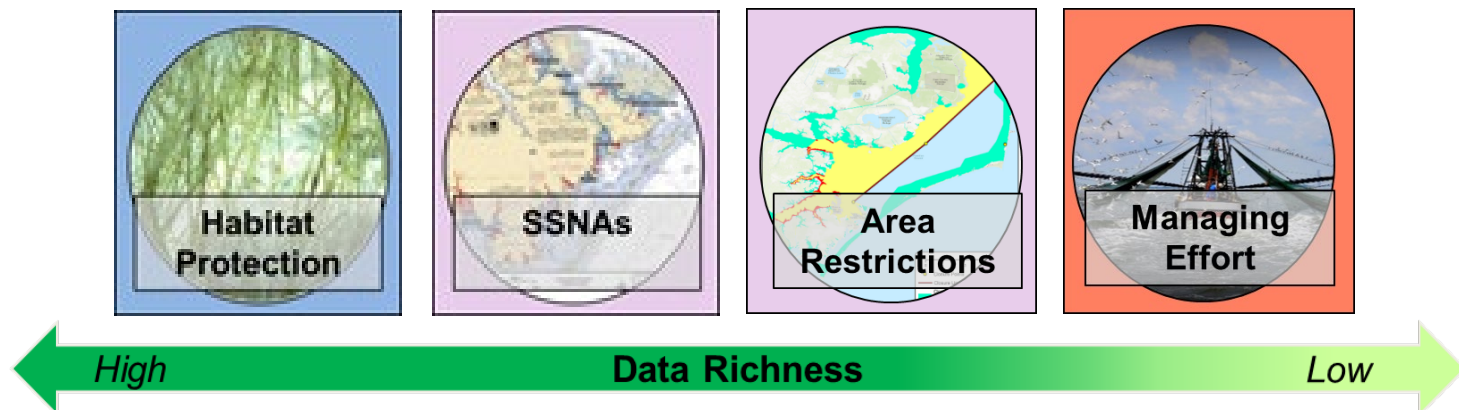 Habitat
Protection
SSNAs
Area
Restrictions
Managing
Effort
High
Data Richness
Low